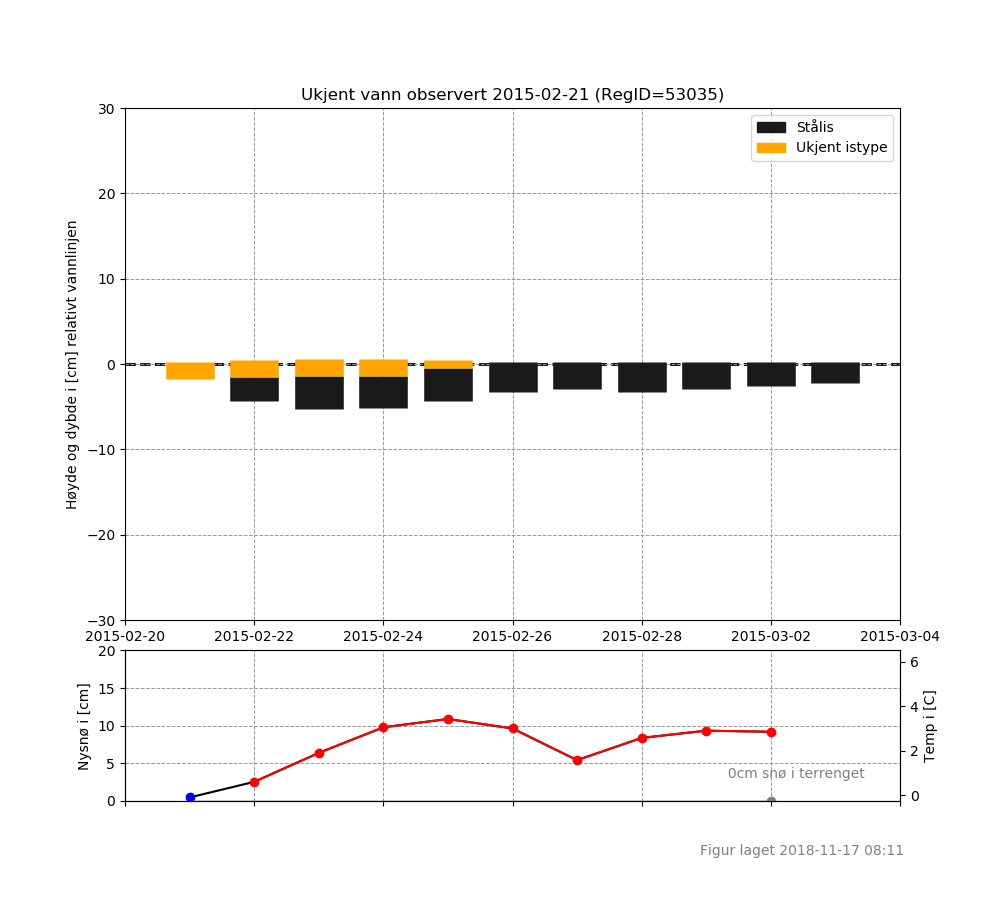 Ukjent vann observert 2015-02-21 (RegID=53035)
Stålis
Ukjent istype
Høyde og dybde i [cm] relativt vannlinjen
30
20
10
0
−10
−20
−30
2015-02-20 2015-02-22 2015-02-24 2015-02-26 2015-02-28 2015-03-02 2015-03-04
Nysnø i [cm]
20
15
10
5
0
6
4
2
0
Temp i [C]
0cm snø i terrenget
Figur laget 2018-11-17 08:11